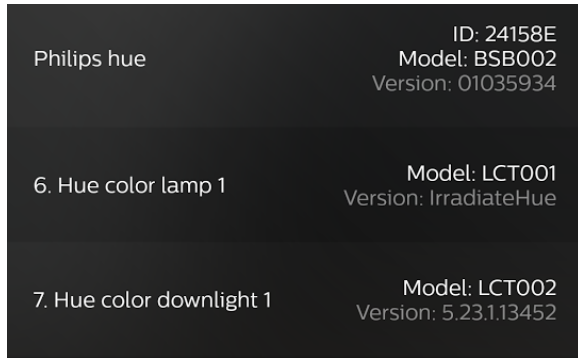 Philips hue
ID: 24158E
Model: BSB002
Version: 01035934
6. Hue color lamp 1
Model: LCT001
Version: IrradiateHue
7. Hue color downlight 1
Model: LCT002
Version: 5.23.1.13452